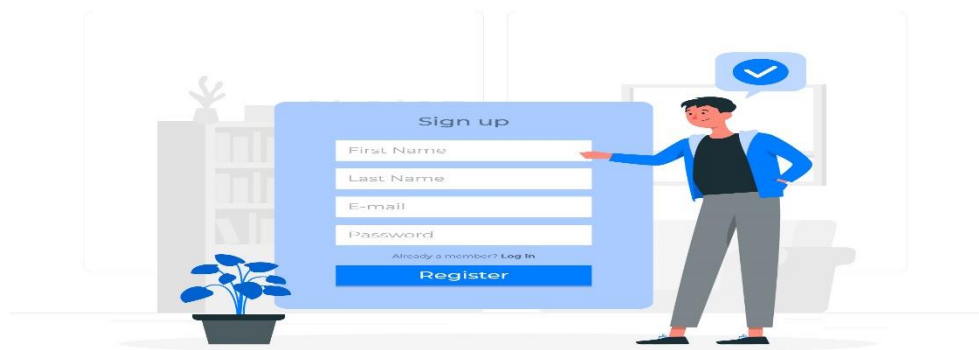 Sign up
First Name
Last Name
E-mail
Password
Already a member? Log In
Register